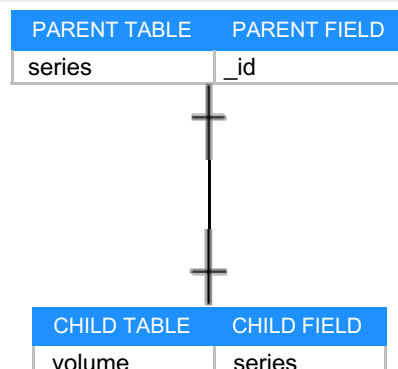 PARENT TABLE PARENT FIELD
series _id
CHILD TABLE CHILD FIELD
volume series